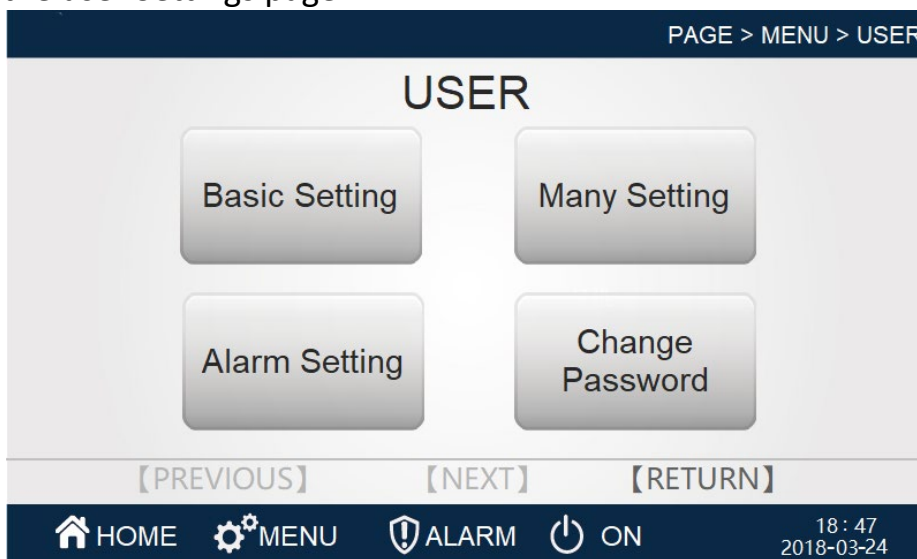 PAGE > MENU > USER
USER
Basic Setting
Many Setting
Alarm Setting
Change
Password
【PREVIOUS】 【NEXT】 【RETURN】
HOME MENU ALARM ON
18 : 47
2018-03-24